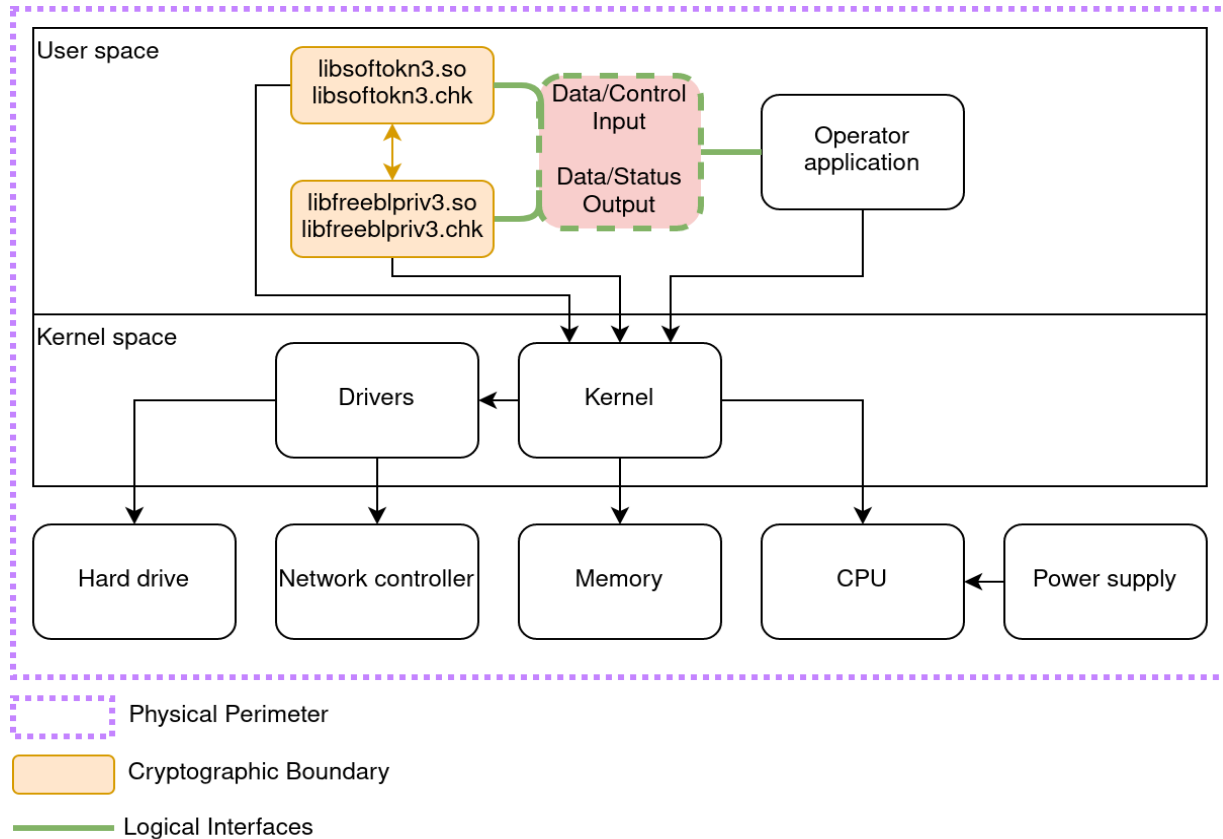 User space
libsoftokn3.so
libsoftokn3.chk
libfreeblpriv3.so
libfreeblpriv3.chk
Data/Control
Input
Data/Status
Output
Operator
application
Kernel space
Drivers
Kernel
Hard drive
Network controller
Memory
CPU
Power supply
Physical Perimeter
Cryptographic Boundary
Logical Interfaces